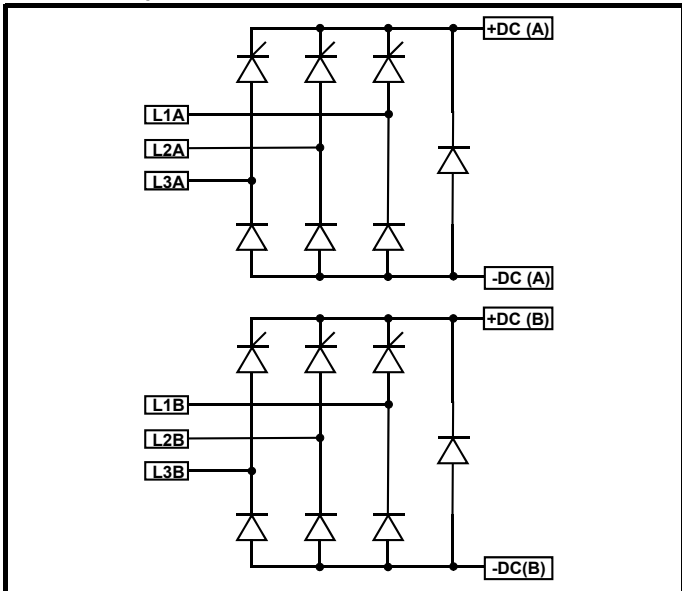 +DC (A)
L1A
L2A
L3A
-DC (A)
+DC (B)
L1B
L2B
L3B
-DC(B)